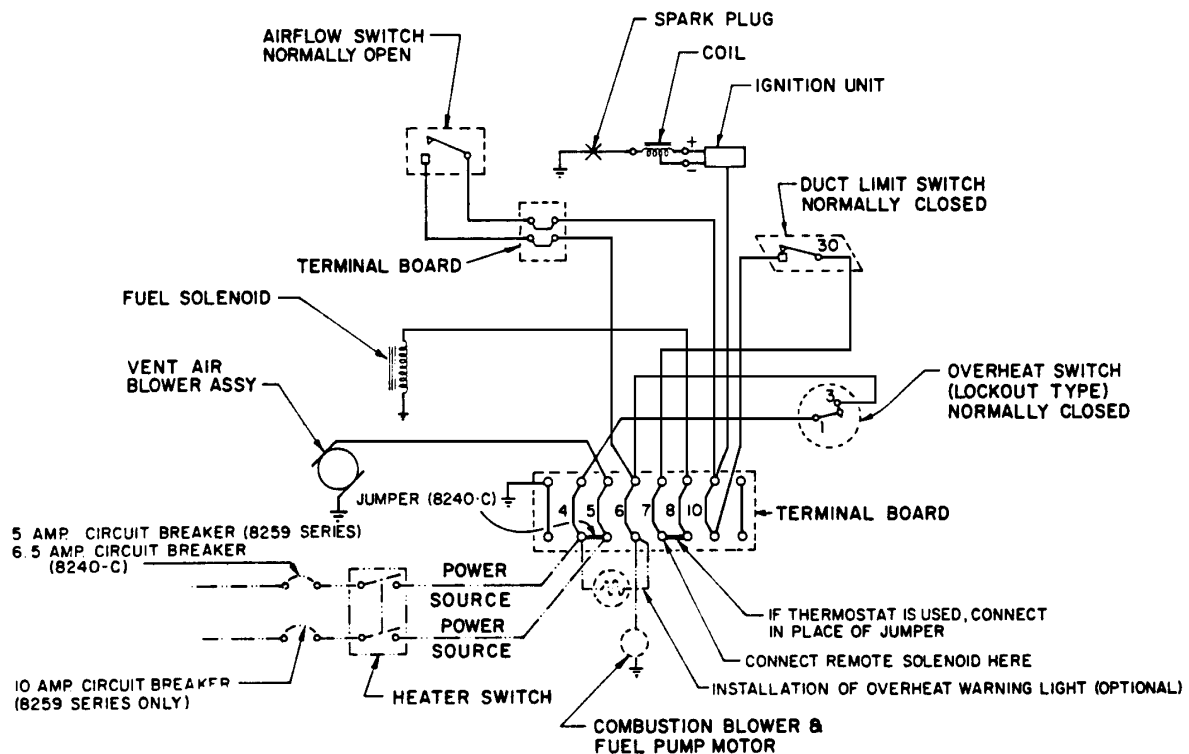 SPARK PLUG
AIRFLOW SWITCH
NORMALLY OPEN
COIL
IGNITION UNIT
+
−
DUCT LIMIT SWITCH
NORMALLY CLOSED
30
TERMINAL BOARD
FUEL SOLENOID
VENT AIR
BLOWER ASSY
OVERHEAT SWITCH
(LOCKOUT TYPE)
NORMALLY CLOSED
3
1
JUMPER (8240-C)
4 5 6 7 8 10
TERMINAL BOARD
5 AMP. CIRCUIT BREAKER (8259 SERIES)
6.5 AMP. CIRCUIT BREAKER
(8240-C)
POWER
SOURCE
POWER
SOURCE
IF THERMOSTAT IS USED, CONNECT
IN PLACE OF JUMPER
CONNECT REMOTE SOLENOID HERE
INSTALLATION OF OVERHEAT WARNING LIGHT (OPTIONAL)
10 AMP. CIRCUIT BREAKER
(8259 SERIES ONLY)
HEATER SWITCH
COMBUSTION BLOWER &
FUEL PUMP MOTOR